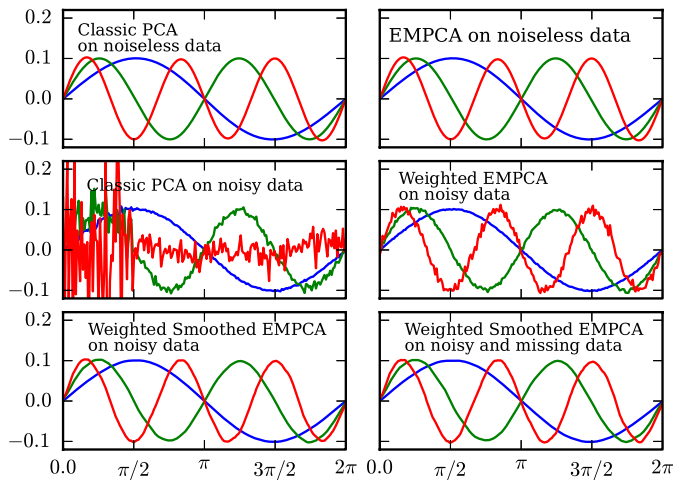 Classic PCA
on noiseless data
EMPCA on noiseless data
0.2
0.1
0.0
−0.1
Classic PCA on noisy data
Weighted EMPCA
on noisy data
0.2
0.1
0.0
−0.1
Weighted Smoothed EMPCA
on noisy data
Weighted Smoothed EMPCA
on noisy and missing data
0.2
0.1
0.0
−0.1
0.0 π/2 π 3π/2 2π
0.0 π/2 π 3π/2 2π